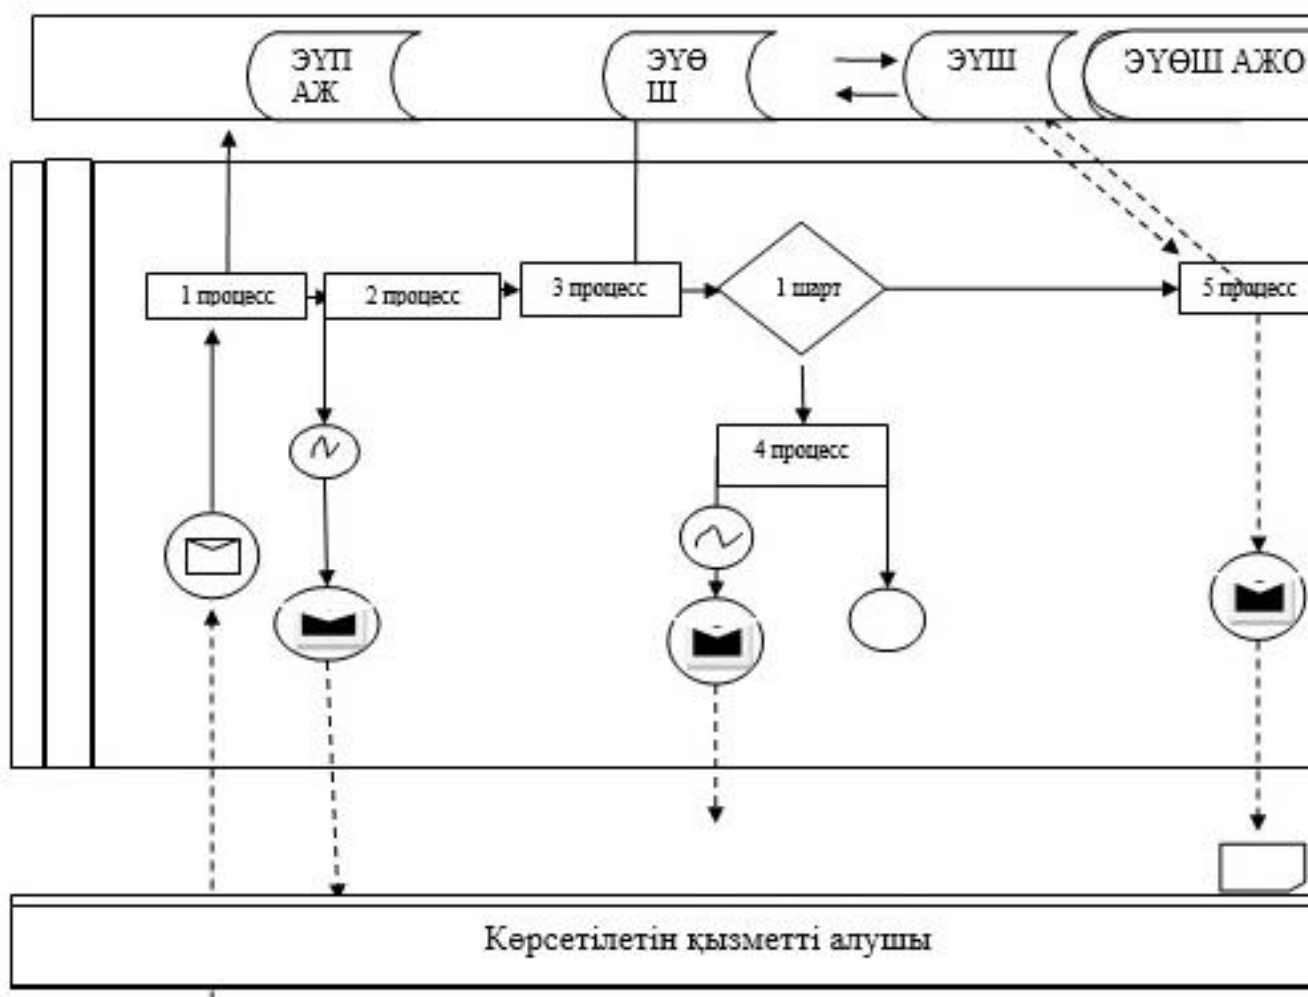 ЭҮП
АЖ
ЭҮӨ
Ш
ЭҮШ
ЭҮӨШ АЖО
1 процесс
2 процесс
3 процесс
1 шарт
5 процесс
4 процесс
Көрсетілетін қызметті алушы